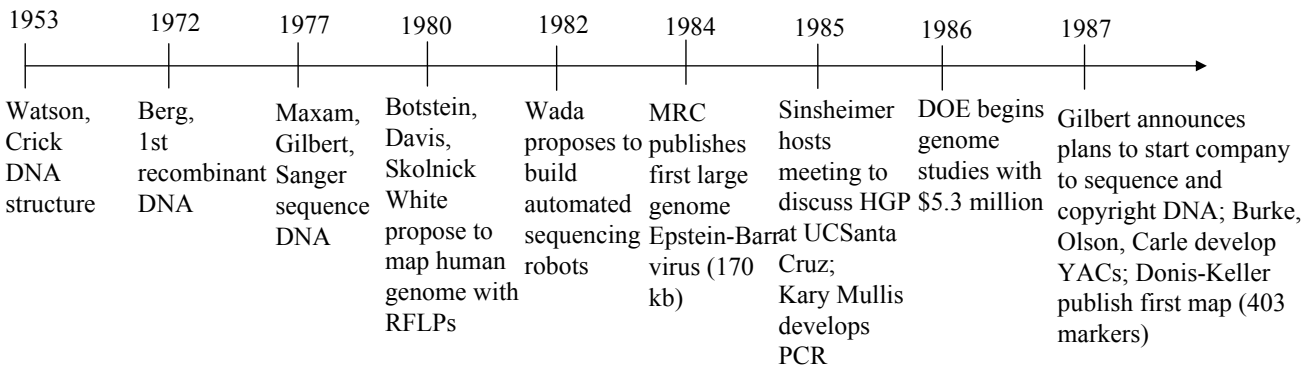 1953
1972
1977
1980
1982
1984
1985
1986
1987
Watson,
Crick
DNA
structure
Berg,
1st
recombinant
DNA
Maxam,
Gilbert,
Sanger
sequence
DNA
Botstein,
Davis,
Skolnick
White
propose to
map human
genome with
RFLPs
Wada
proposes to
build
automated
sequencing
robots
MRC
publishes
first large
genome
Epstein-Barr
virus (170
kb)
Sinsheimer
hosts
meeting to
discuss HGP
at UCSanta
Cruz;
Kary Mullis
develops
PCR
DOE begins
genome
studies with
$5.3 million
Gilbert announces
plans to start company
to sequence and
copyright DNA; Burke,
Olson, Carle develop
YACs; Donis-Keller
publish first map (403
markers)